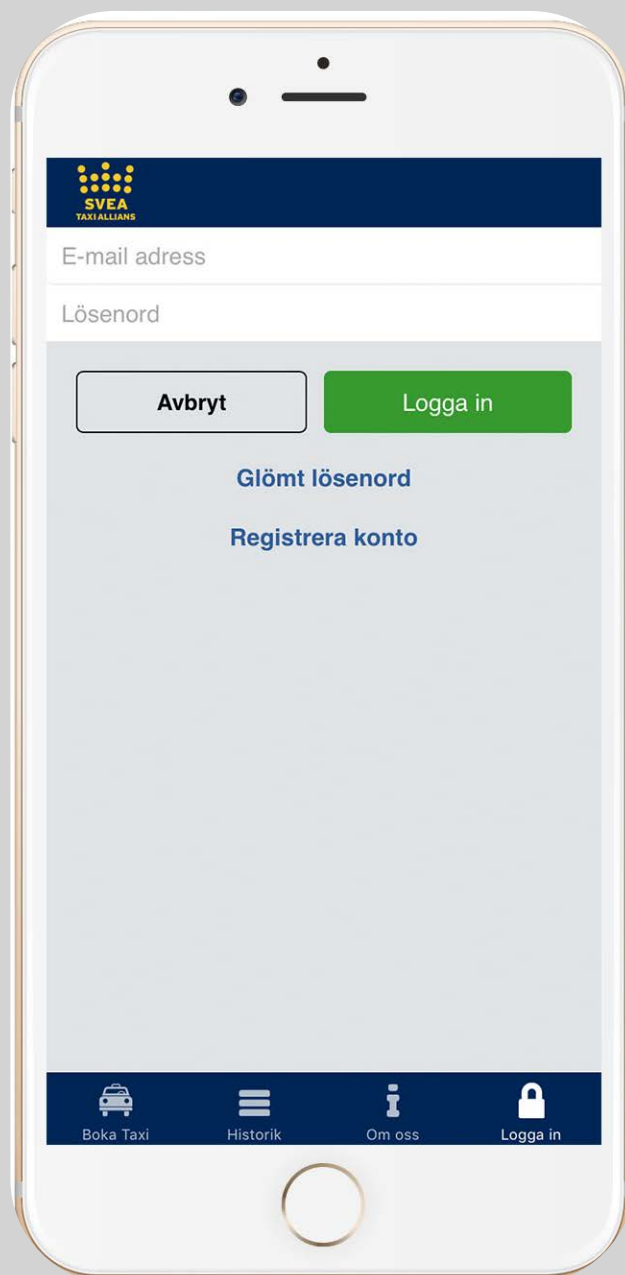 SVEA
TAXI ALLIANS
E-mail adress
Lösenord
Avbryt
Logga in
Glömt lösenord
Registrera konto
Boka Taxi
Historik
Om oss
Logga in